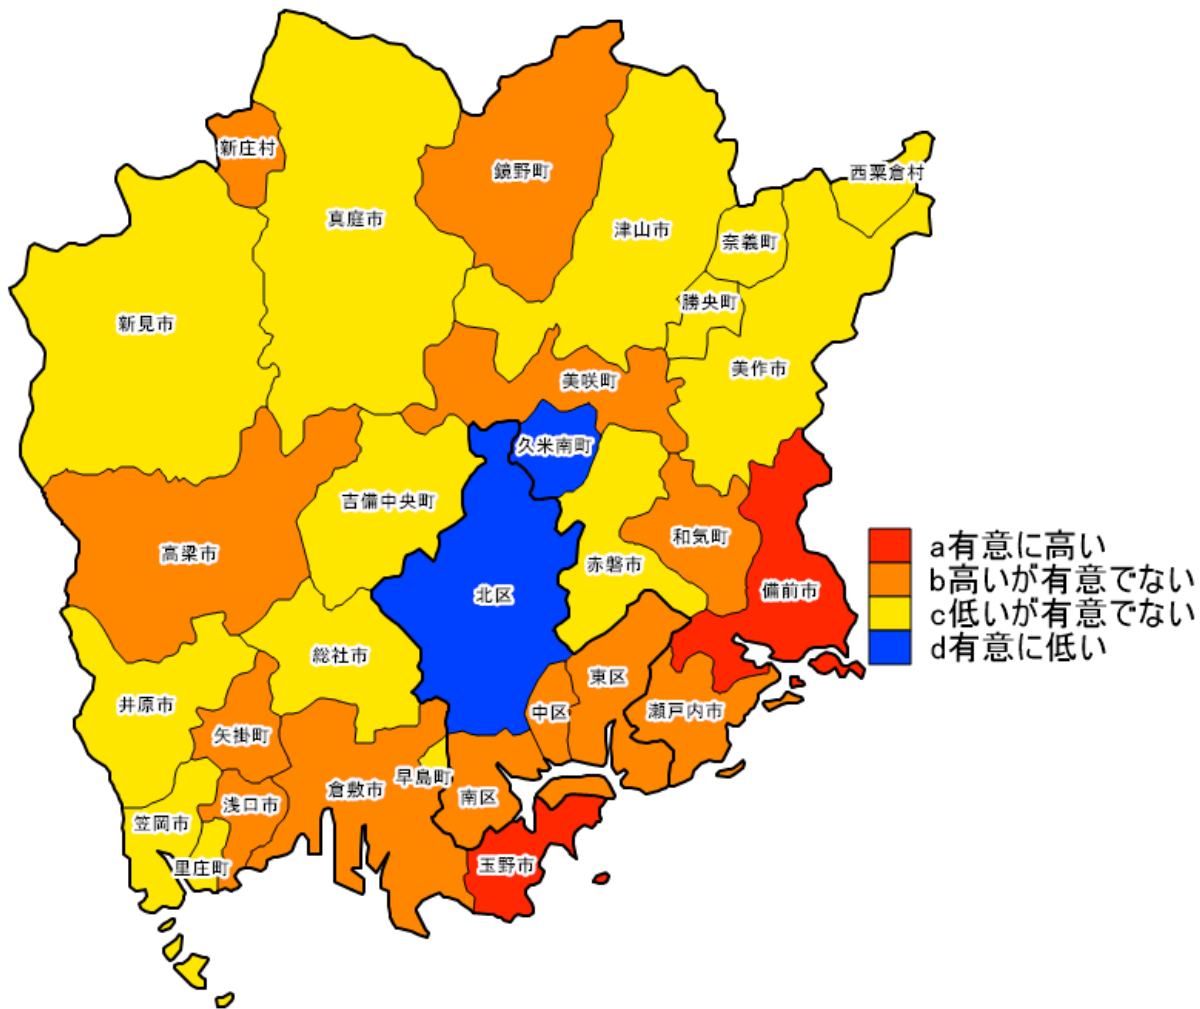 新庄村
鏡野町
西粟倉村
真庭市
津山市
奈義町
勝央町
新見市
美作市
美咲町
久米南町
吉備中央町
和気町
高梁市
赤磐市
備前市
北区
総社市
東区
井原市
中区
瀬戸内市
矢掛町
早島町
倉敷市
南区
浅口市
笠岡市
里庄町
玉野市
a有意に高い
b高いが有意でない
c低いが有意でない
d有意に低い